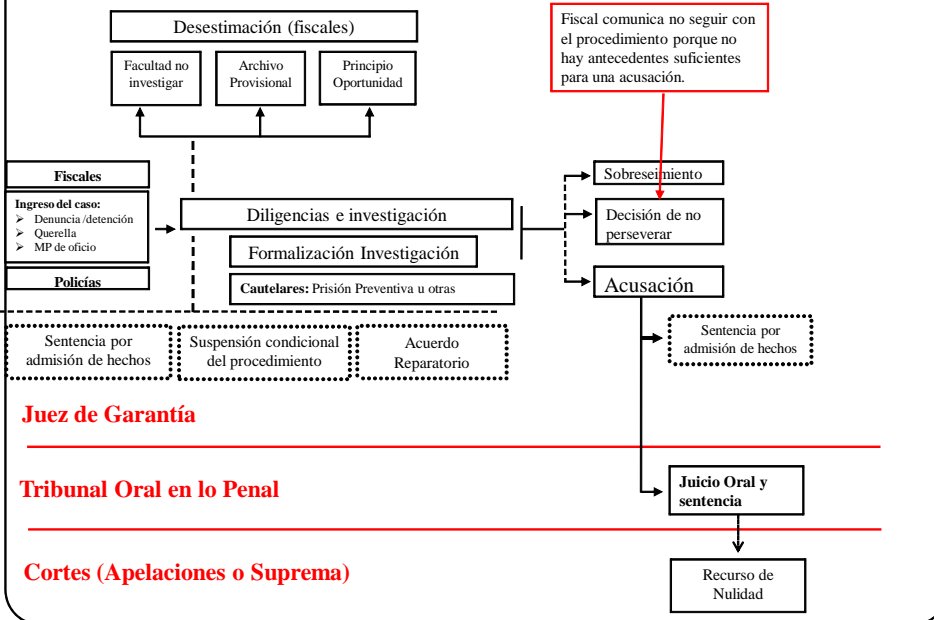 Desestimación (fiscales)
Facultad no
investigar
Archivo
Provisional
Principio
Oportunidad
Fiscal comunica no seguir con
el procedimiento porque no
hay antecedentes suficientes
para una acusación.
Fiscales
Ingreso del caso:
➢ Denuncia /detención
➢ Querella
➢ MP de oficio
Policías
Diligencias e investigación
Formalización Investigación
Cautelares: Prisión Preventiva u otras
Sobreseimiento
Decisión de no
perseverar
Acusación
Sentencia por
admisión de hechos
Suspensión condicional
del procedimiento
Acuerdo
Reparatorio
Sentencia por
admisión de hechos
Juez de Garantía
Tribunal Oral en lo Penal
Juicio Oral y
sentencia
Cortes (Apelaciones o Suprema)
Recurso de
Nulidad